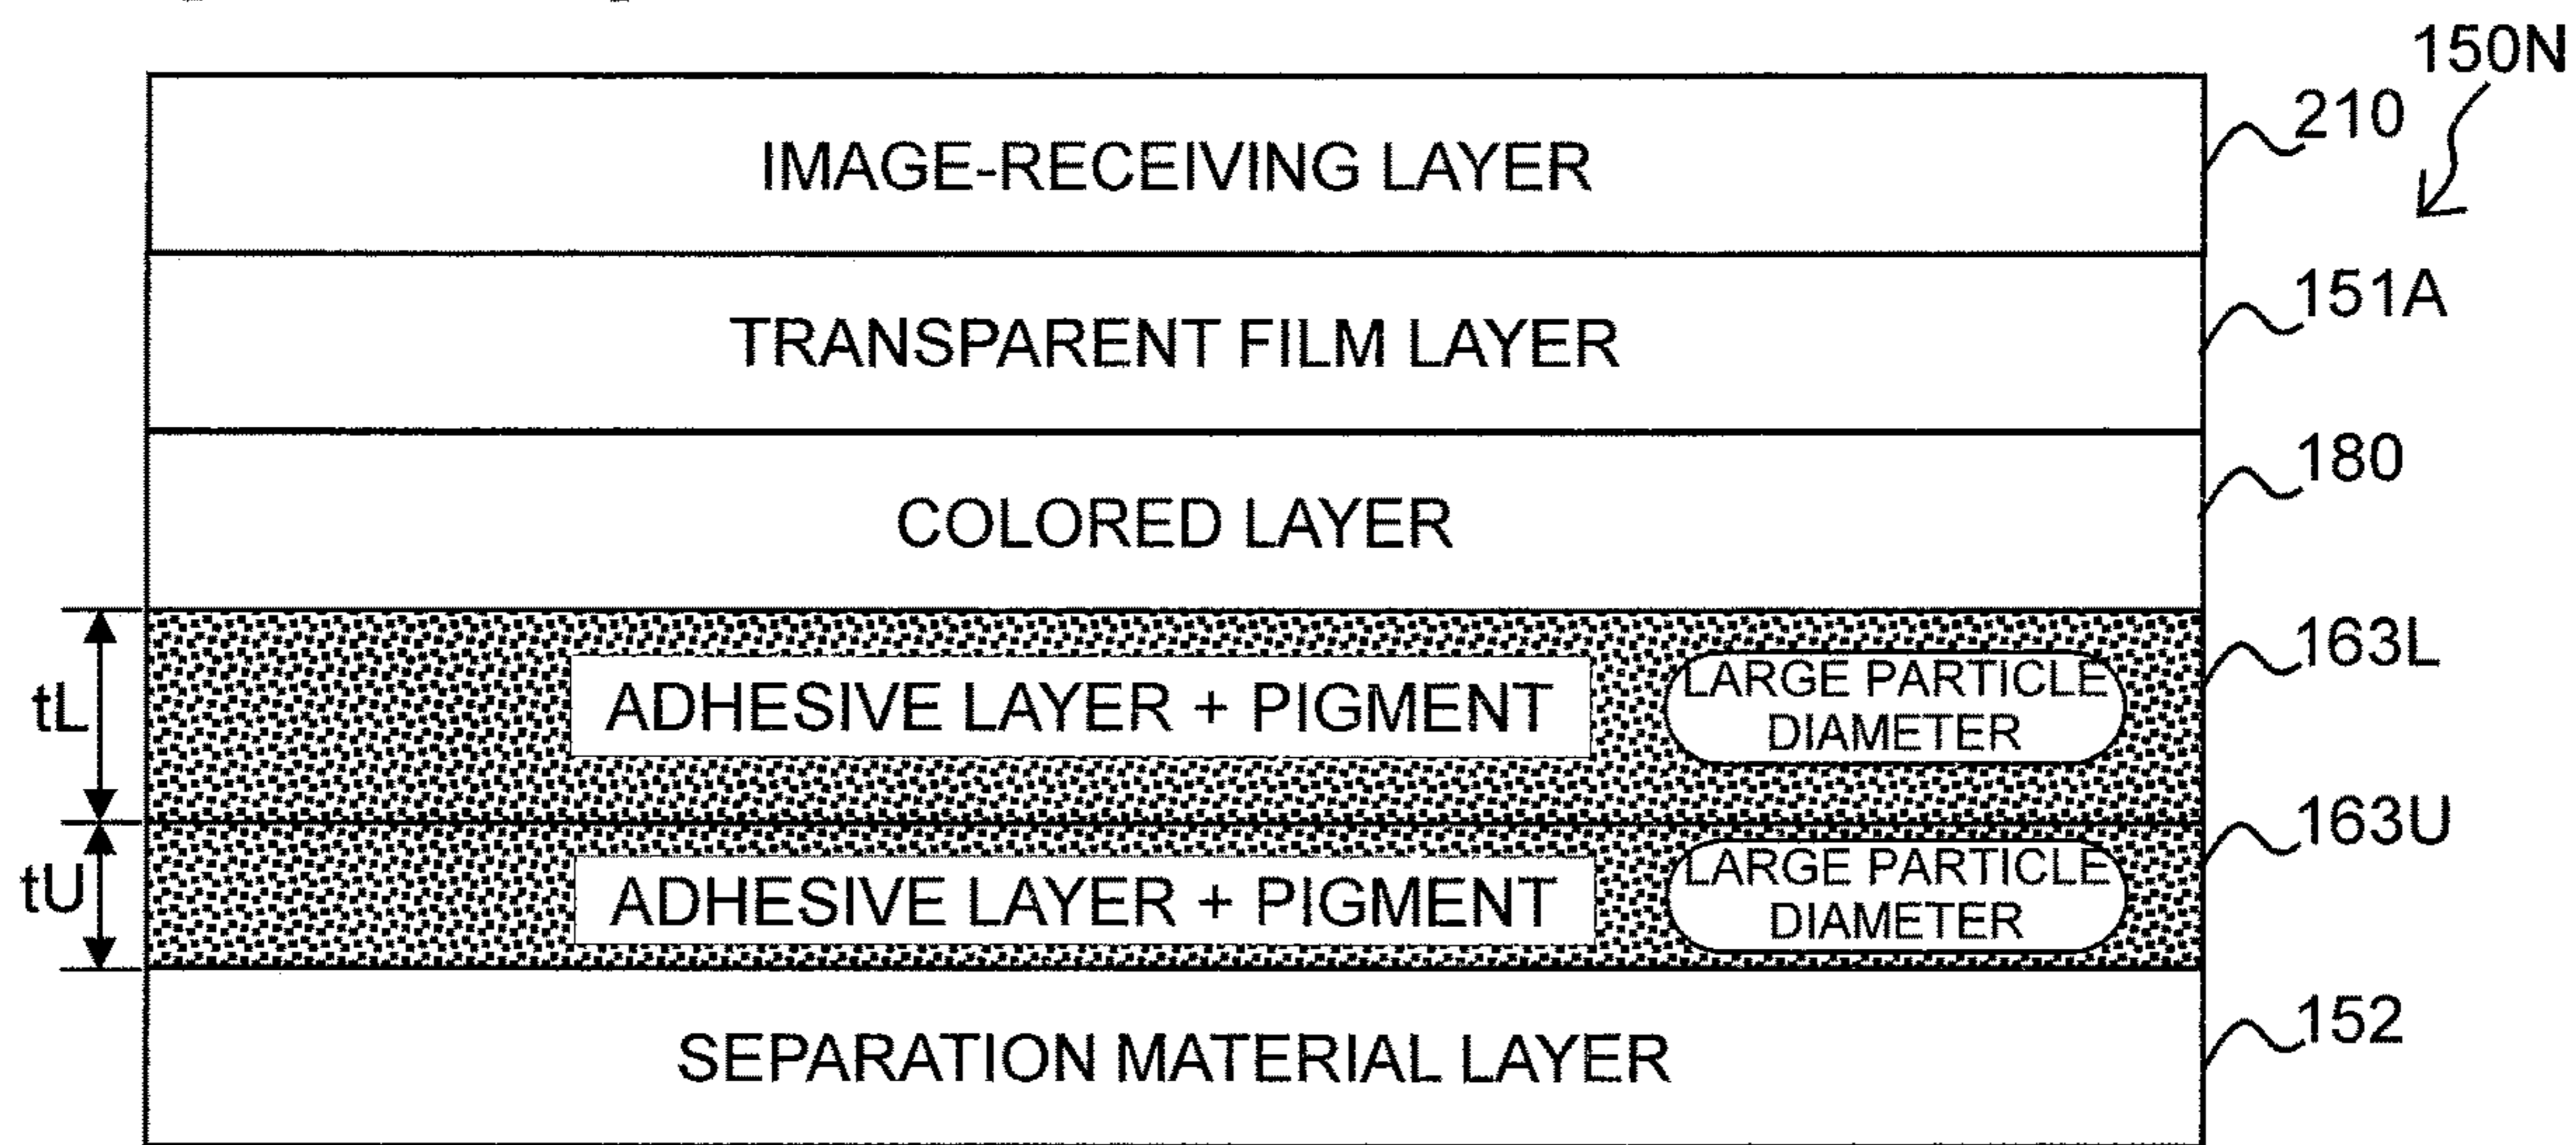 150N
IMAGE-RECEIVING LAYER
210
TRANSPARENT FILM LAYER
151A
COLORED LAYER
180
tL
ADHESIVE LAYER + PIGMENT
LARGE PARTICLE
DIAMETER
163L
tU
ADHESIVE LAYER + PIGMENT
LARGE PARTICLE
DIAMETER
163U
SEPARATION MATERIAL LAYER
152